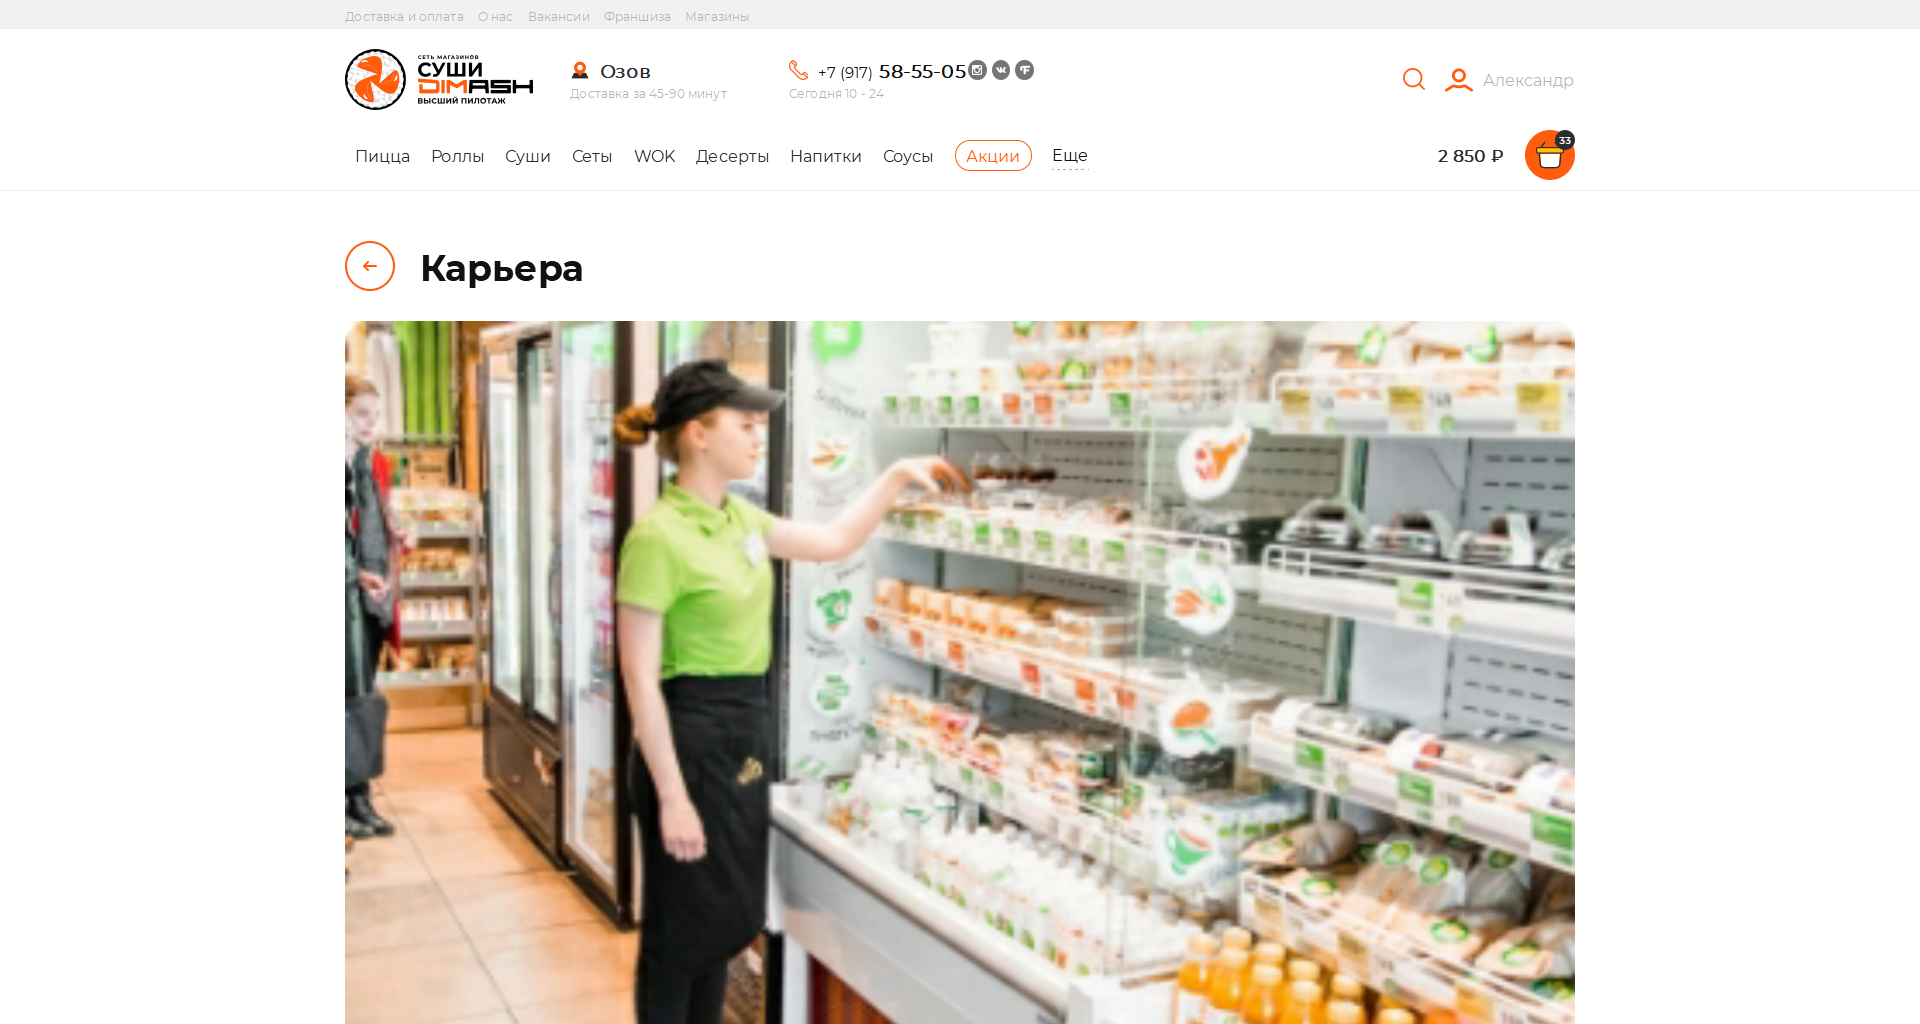 Доставка и оплата О нас Вакансии Франшиза Магазины
СЕТЬ МАГАЗИНОВ
СУШИ
DIMASH
ВЫСШИЙ ПИЛОТАЖ
Озов
Доставка за 45-90 минут
+7 (917) 58-55-05
Сегодня 10 - 24
Александр
Пицца Роллы Суши Сеты WOK Десерты Напитки Соусы Акции Еще
2 850 ₽
33
Карьера